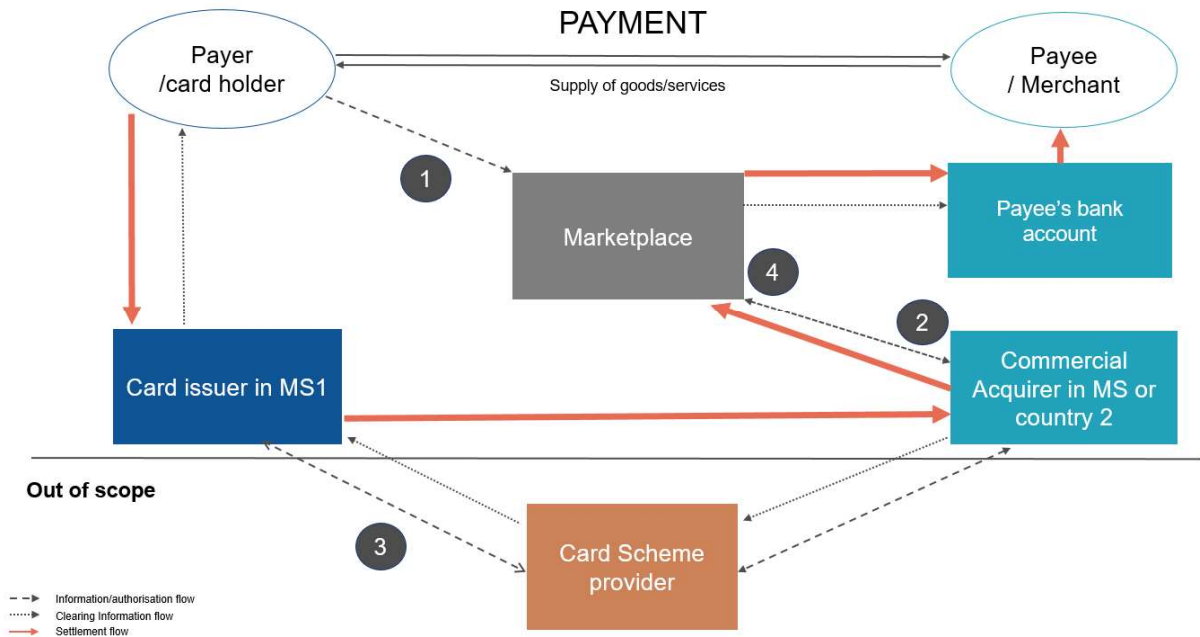 PAYMENT
Payer
/card holder
Payee
/ Merchant
Supply of goods/services
1
Marketplace
Payee's bank
account
4
2
Card issuer in MS1
Commercial
Acquirer in MS or
country 2
Out of scope
3
Card Scheme
provider
Information/authorisation flow
Clearing Information flow
Settlement flow